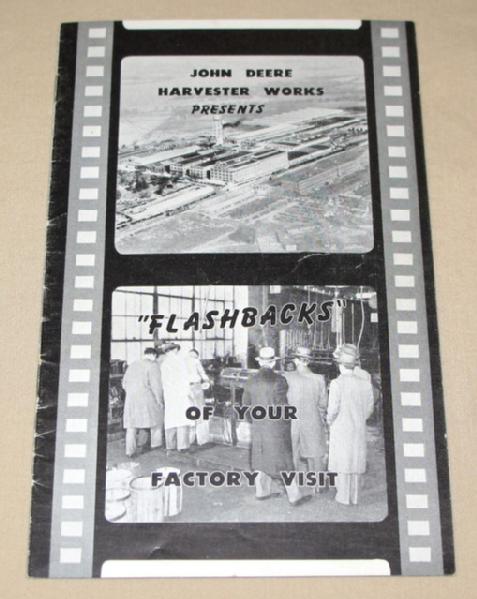 JOHN DEERE
HARVESTER WORKS
PRESENTS
"FLASHBACKS"
OF YOUR
FACTORY VISIT